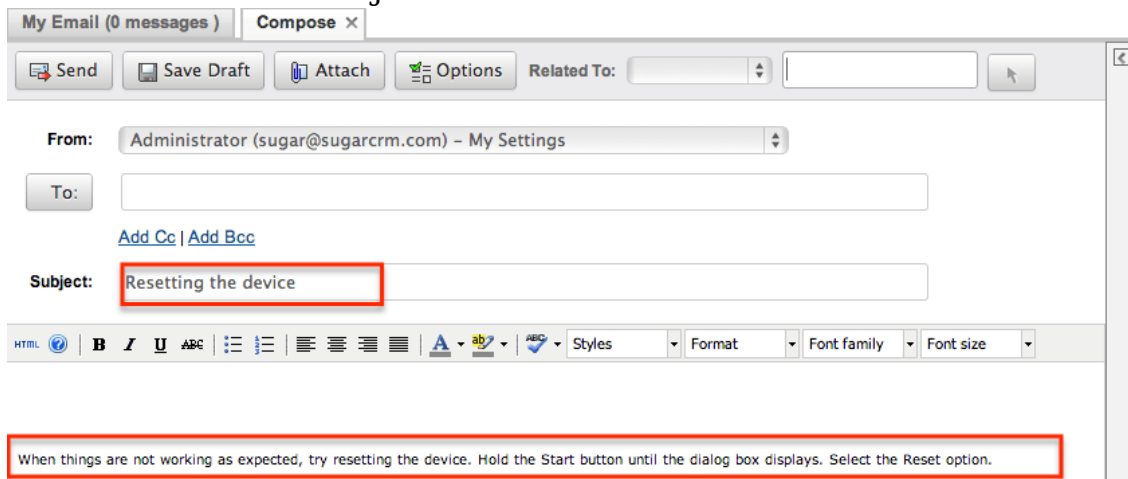 My Email (0 messages ) Compose ×
Send Save Draft Attach Options Related To:
From: Administrator (sugar@sugarcrm.com) – My Settings
To:
Add Cc | Add Bcc
Subject: Resetting the device
HTML B I U ABC A ab ABC Styles Format Font family Font size
When things are not working as expected, try resetting the device. Hold the Start button until the dialog box displays. Select the Reset option.